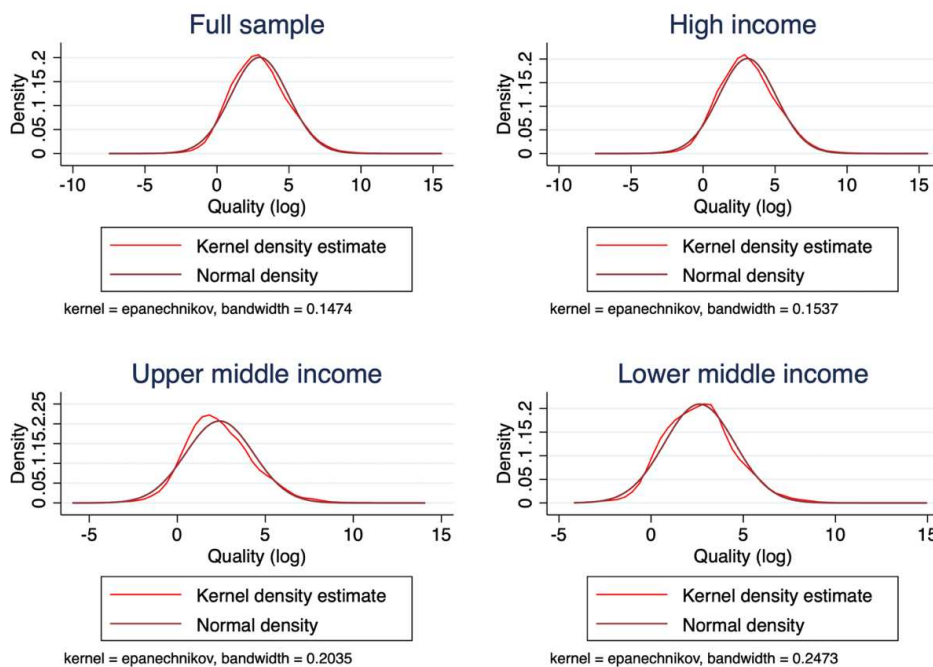 Full sample
Density
0 .05 .1 .15 .2
-10 -5 0 5 10 15
Quality (log)
Kernel density estimate
Normal density
kernel = epanechnikov, bandwidth = 0.1474
High income
Density
0 .05 .1 .15 .2
-10 -5 0 5 10 15
Quality (log)
Kernel density estimate
Normal density
kernel = epanechnikov, bandwidth = 0.1537
Upper middle income
Density
0 .05 .1 .15 .2 .25
-5 0 5 10 15
Quality (log)
Kernel density estimate
Normal density
kernel = epanechnikov, bandwidth = 0.2035
Lower middle income
Density
0 .05 .1 .15 .2
-5 0 5 10 15
Quality (log)
Kernel density estimate
Normal density
kernel = epanechnikov, bandwidth = 0.2473